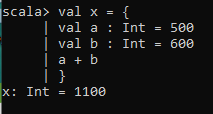 scala> val x = {
     | val a : Int = 500
     | val b : Int = 600
     | a + b
     | }
x: Int = 1100